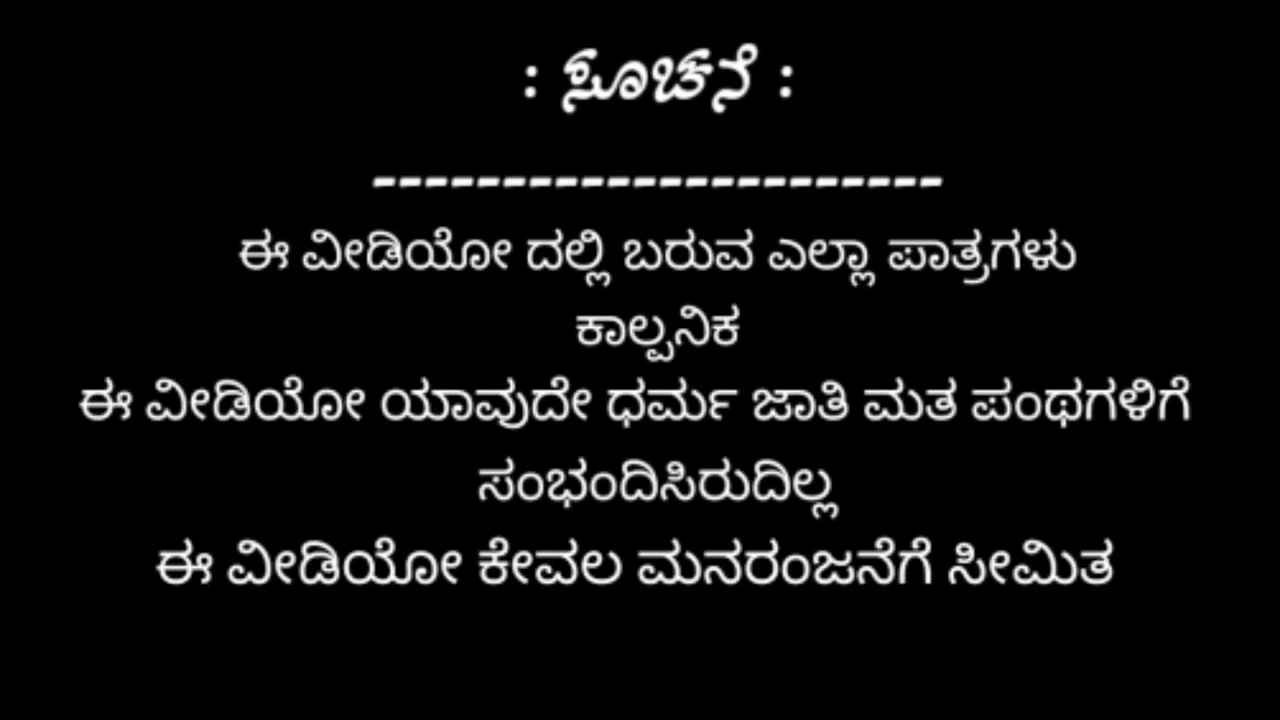 : ಸೂಚನೆ :
-----------------------
ಈ ವೀಡಿಯೋ ದಲ್ಲಿ ಬರುವ ಎಲ್ಲಾ ಪಾತ್ರಗಳು
ಕಾಲ್ಪನಿಕ
ಈ ವೀಡಿಯೋ ಯಾವುದೇ ಧರ್ಮ ಜಾತಿ ಮತ ಪಂಥಗಳಿಗೆ
ಸಂಭಂದಿಸಿರುದಿಲ್ಲ
ಈ ವೀಡಿಯೋ ಕೇವಲ ಮನರಂಜನೆಗೆ ಸೀಮಿತ